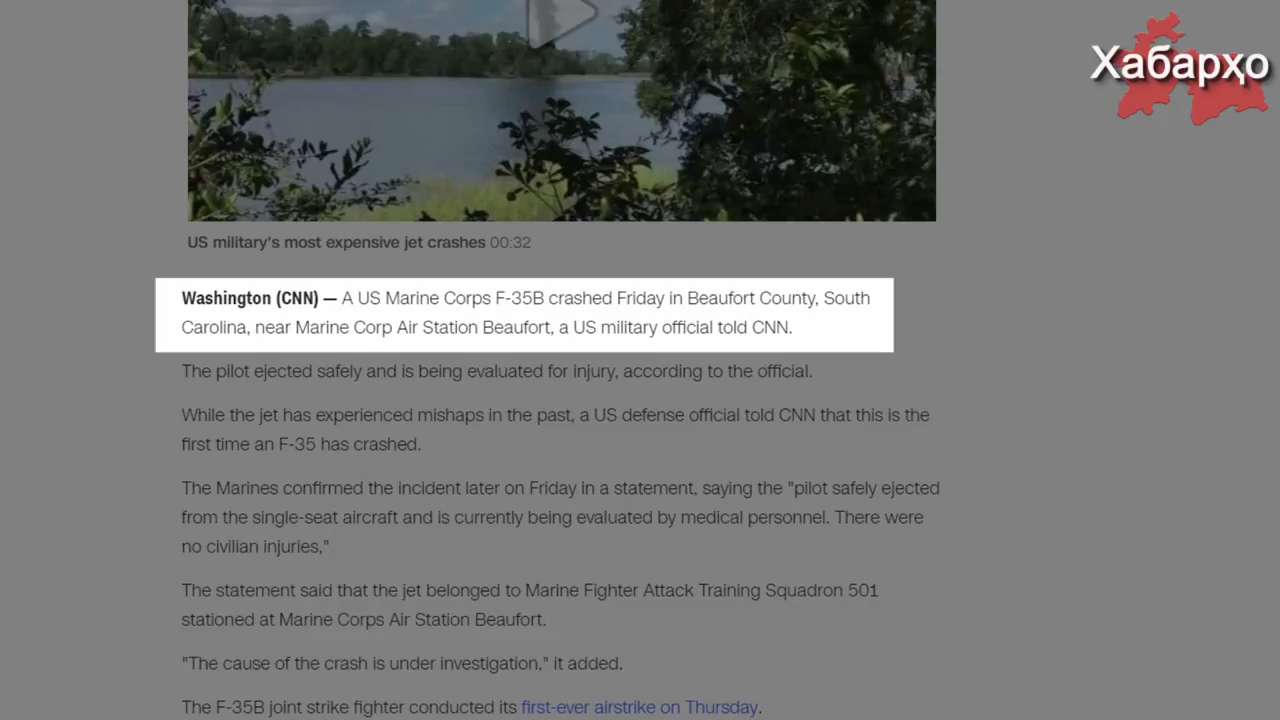 Хабарҳо
US military's most expensive jet crashes 00:32
Washington (CNN) — A US Marine Corps F-35B crashed Friday in Beaufort County, South
Carolina, near Marine Corp Air Station Beaufort, a US military official told CNN.
The pilot ejected safely and is being evaluated for injury, according to the official.
While the jet has experienced mishaps in the past, a US defense official told CNN that this is the
first time an F-35 has crashed.
The Marines confirmed the incident later on Friday in a statement, saying the "pilot safely ejected
from the single-seat aircraft and is currently being evaluated by medical personnel. There were
no civilian injuries,"
The statement said that the jet belonged to Marine Fighter Attack Training Squadron 501
stationed at Marine Corps Air Station Beaufort.
"The cause of the crash is under investigation," it added.
The F-35B joint strike fighter conducted its first-ever airstrike on Thursday.